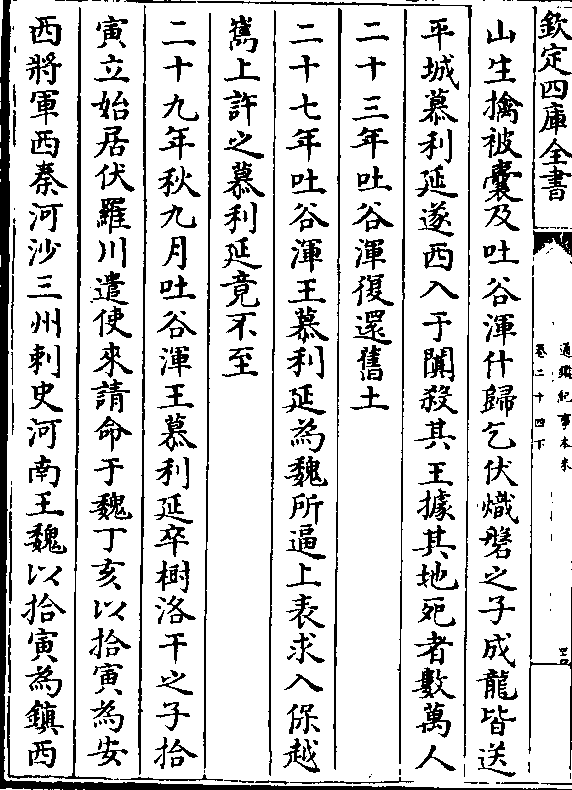 欽定四庫全書
通鑑紀事本末
卷二十四下
山生擒被囊及吐谷渾什歸乞伏熾磐之子成龍皆送
平城慕利延遂西入于闐殺其王據其地死者數萬人
二十三年吐谷渾復還舊土
二十七年吐谷渾王慕利延為魏所逼上表求入保越
嶲上許之慕利延竟不至
二十九年秋九月吐谷渾王慕利延卒樹洛干之子拾
寅立始居伏羅川遣使來請命于魏丁亥以拾寅為安
西將軍西秦河沙三州刺史河南王魏以拾寅為鎮西